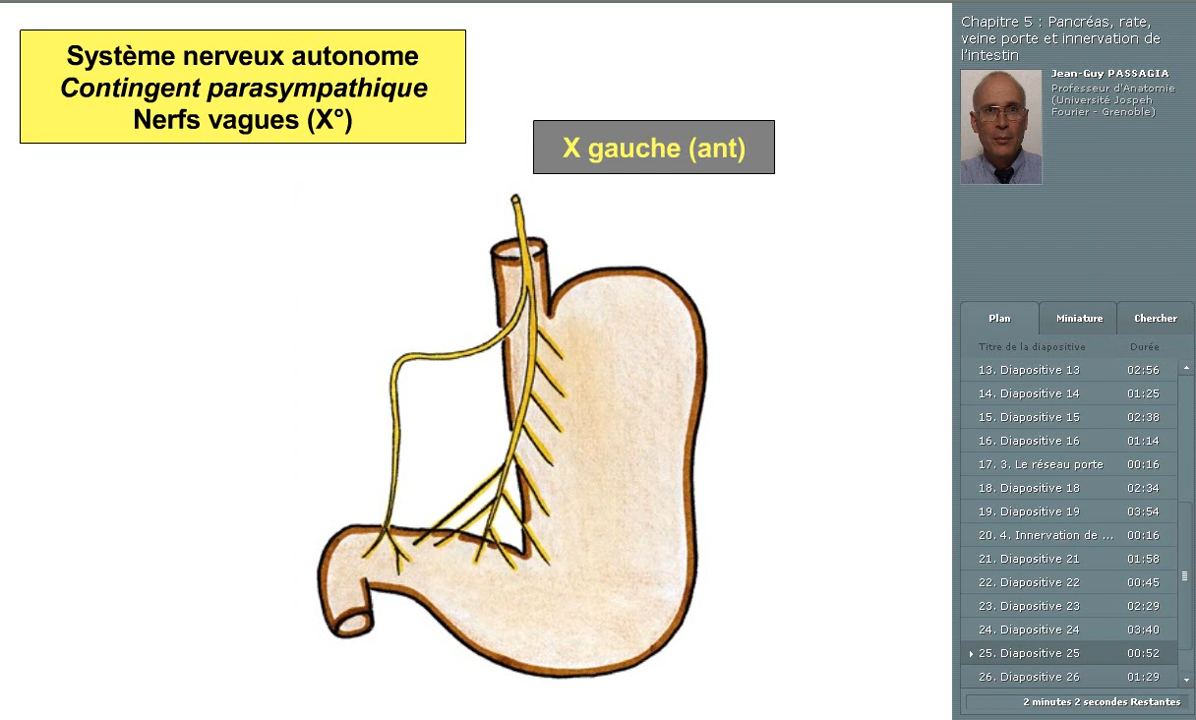 Système nerveux autonome
Contingent parasympathique
Nerfs vagues (X°)
X gauche (ant)
Chapitre 5 : Pancréas, rate,
veine porte et innervation de
l'intestin
Jean-Guy PASSAGIA
Professeur d'Anatomie
(Université Jospeh
Fourier - Grenoble)
Plan Miniature Chercher
Titre de la diapositive Durée
13. Diapositive 13 02:56
14. Diapositive 14 01:25
15. Diapositive 15 02:38
16. Diapositive 16 01:14
17. 3. Le réseau porte 00:16
18. Diapositive 18 02:34
19. Diapositive 19 03:54
20. 4. Innervation de ... 00:16
21. Diapositive 21 01:58
22. Diapositive 22 00:45
23. Diapositive 23 02:29
24. Diapositive 24 03:40
25. Diapositive 25 00:52
26. Diapositive 26 01:29
2 minutes 2 secondes Restantes